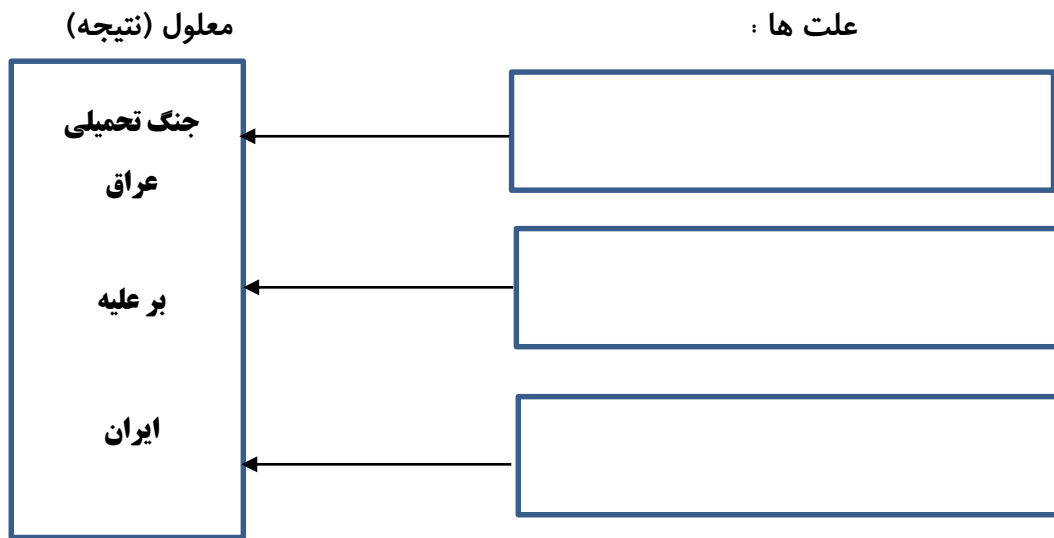 علت ها :
معلول (نتیجه)
جنگ تحمیلی
عراق
بر علیه
ایران